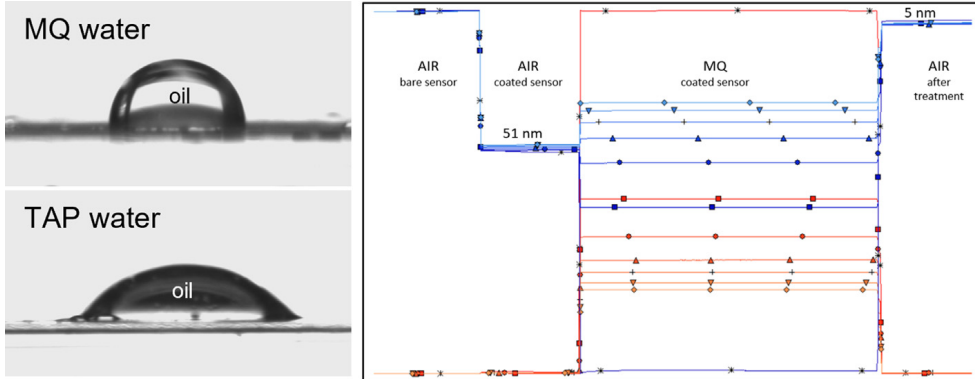 MQ water
oil
TAP water
oil
AIR
bare sensor
AIR
coated sensor
51 nm
MQ
coated sensor
5 nm
AIR
after
treatment